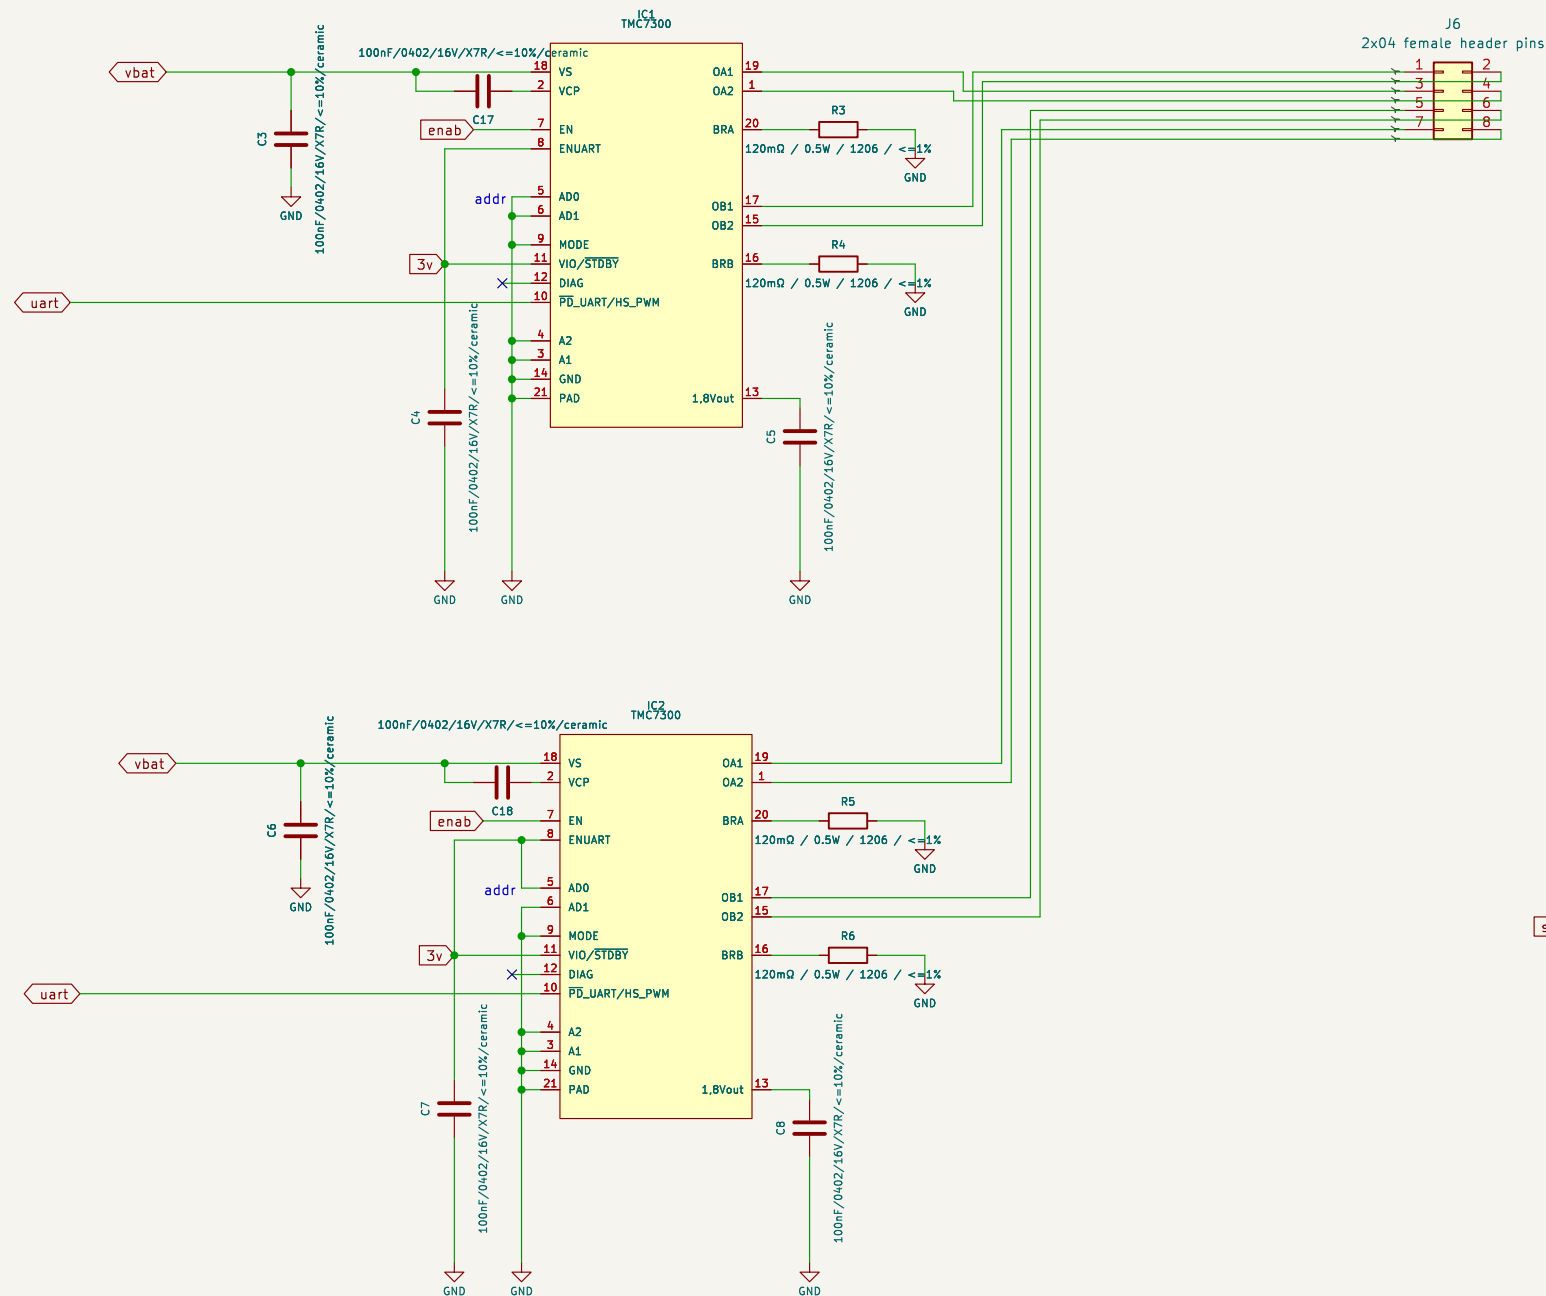 IC1
TMC7300
J6
2x04 female header pins
100nF/0402/16V/X7R/<=10%/ceramic
vbat
18 VS
OA1 19
1 2
2 VCP
OA2 1
3 4
C17
5 6
C3
100nF/0402/16V/X7R/<=10%/ceramic
enab
7 EN
BRA 20
R3
7 8
8 ENUART
120mΩ / 0.5W / 1206 / <=1%
GND
GND
addr
5 AD0
6 AD1
OB1 17
OB2 15
9 MODE
R4
3v
11 VIO/STDBY
BRB 16
12 DIAG
120mΩ / 0.5W / 1206 / <=1%
uart
10 PD_UART/HS_PWM
GND
4 A2
3 A1
14 GND
21 PAD
1,8Vout 13
C4
100nF/0402/16V/X7R/<=10%/ceramic
C5
100nF/0402/16V/X7R/<=10%/ceramic
GND
GND
GND
IC2
TMC7300
100nF/0402/16V/X7R/<=10%/ceramic
vbat
18 VS
OA1 19
2 VCP
OA2 1
C18
C6
100nF/0402/16V/X7R/<=10%/ceramic
enab
7 EN
BRA 20
R5
8 ENUART
120mΩ / 0.5W / 1206 / <=1%
GND
GND
addr
5 AD0
6 AD1
OB1 17
OB2 15
9 MODE
R6
3v
11 VIO/STDBY
BRB 16
12 DIAG
120mΩ / 0.5W / 1206 / <=1%
uart
10 PD_UART/HS_PWM
GND
4 A2
3 A1
14 GND
21 PAD
1,8Vout 13
C7
100nF/0402/16V/X7R/<=10%/ceramic
C8
100nF/0402/16V/X7R/<=10%/ceramic
GND
GND
GND